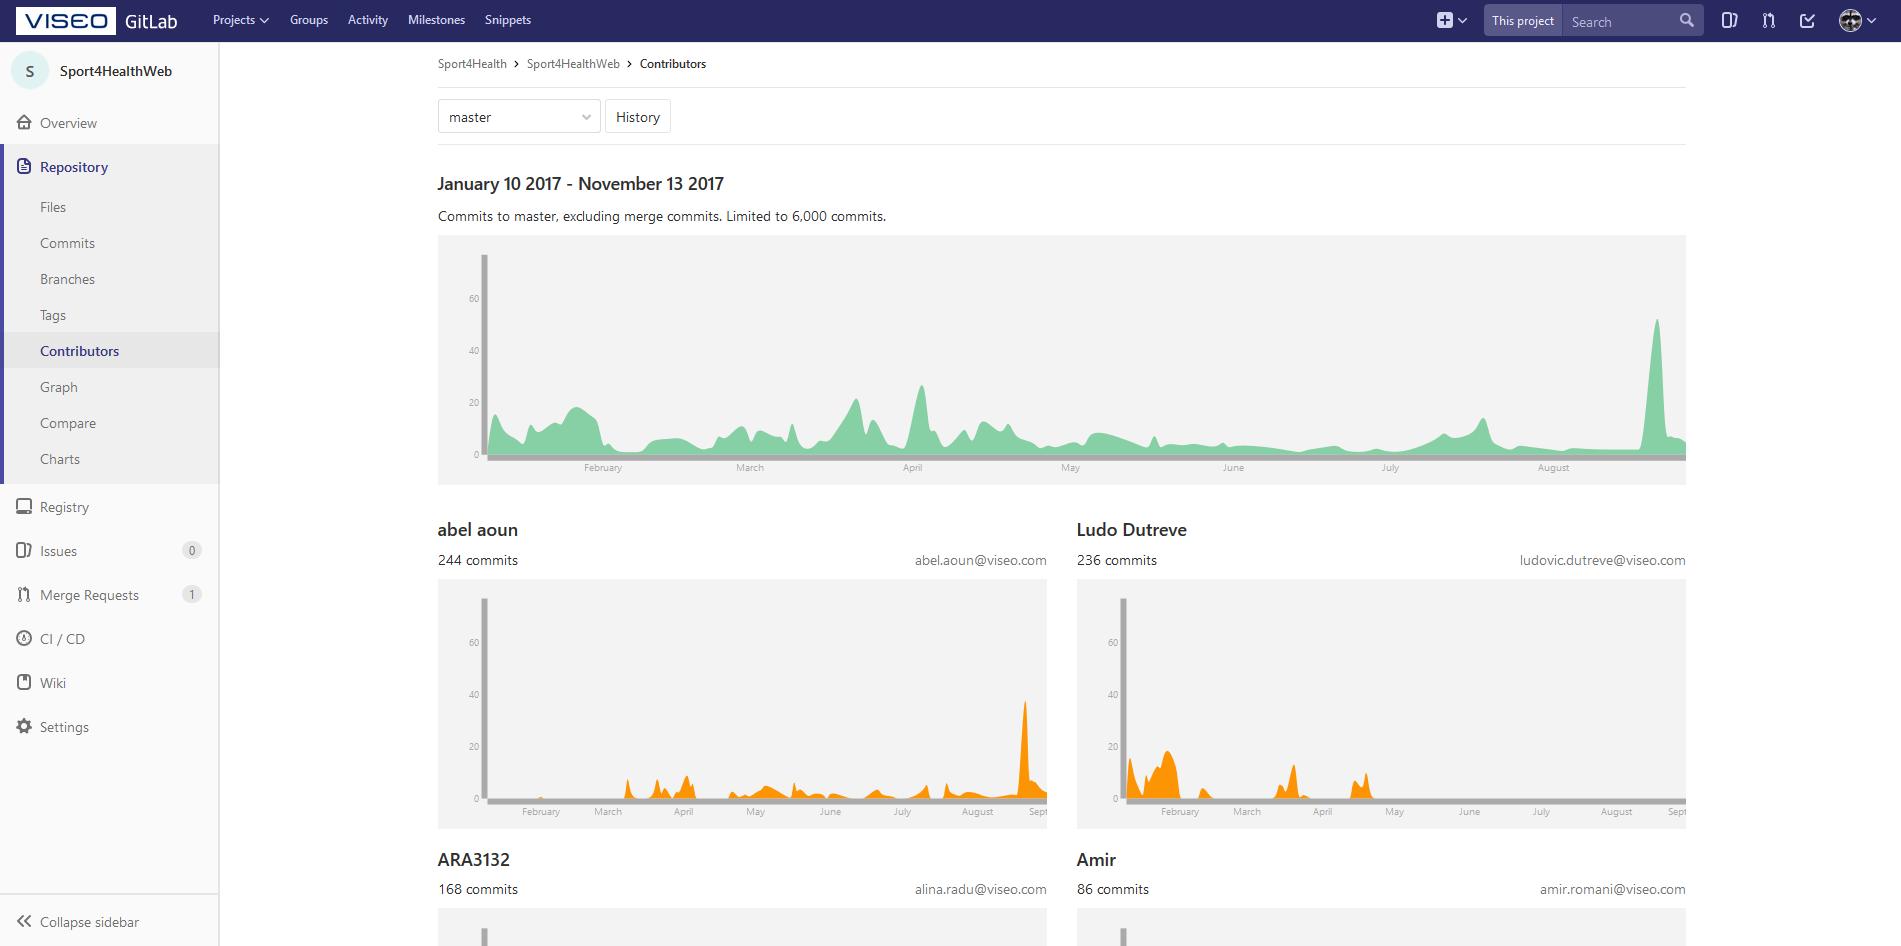 VISEO GitLab Projects Groups Activity Milestones Snippets This project Search
S Sport4HealthWeb
Overview
Repository
Files
Commits
Branches
Tags
Contributors
Graph
Compare
Charts
Registry
Issues 0
Merge Requests 1
CI / CD
Wiki
Settings
Collapse sidebar
Sport4Health Sport4HealthWeb Contributors
master History
January 10 2017 - November 13 2017
Commits to master, excluding merge commits. Limited to 6,000 commits.
60
40
20
0
February March April May June July August
abel aoun
244 commits abel.aoun@viseo.com
60
40
20
0
February March April May June July August Sept
Ludo Dutreve
236 commits ludovic.dutreve@viseo.com
60
40
20
0
February March April May June July August Sept
ARA3132
168 commits alina.radu@viseo.com
Amir
86 commits amir.romani@viseo.com